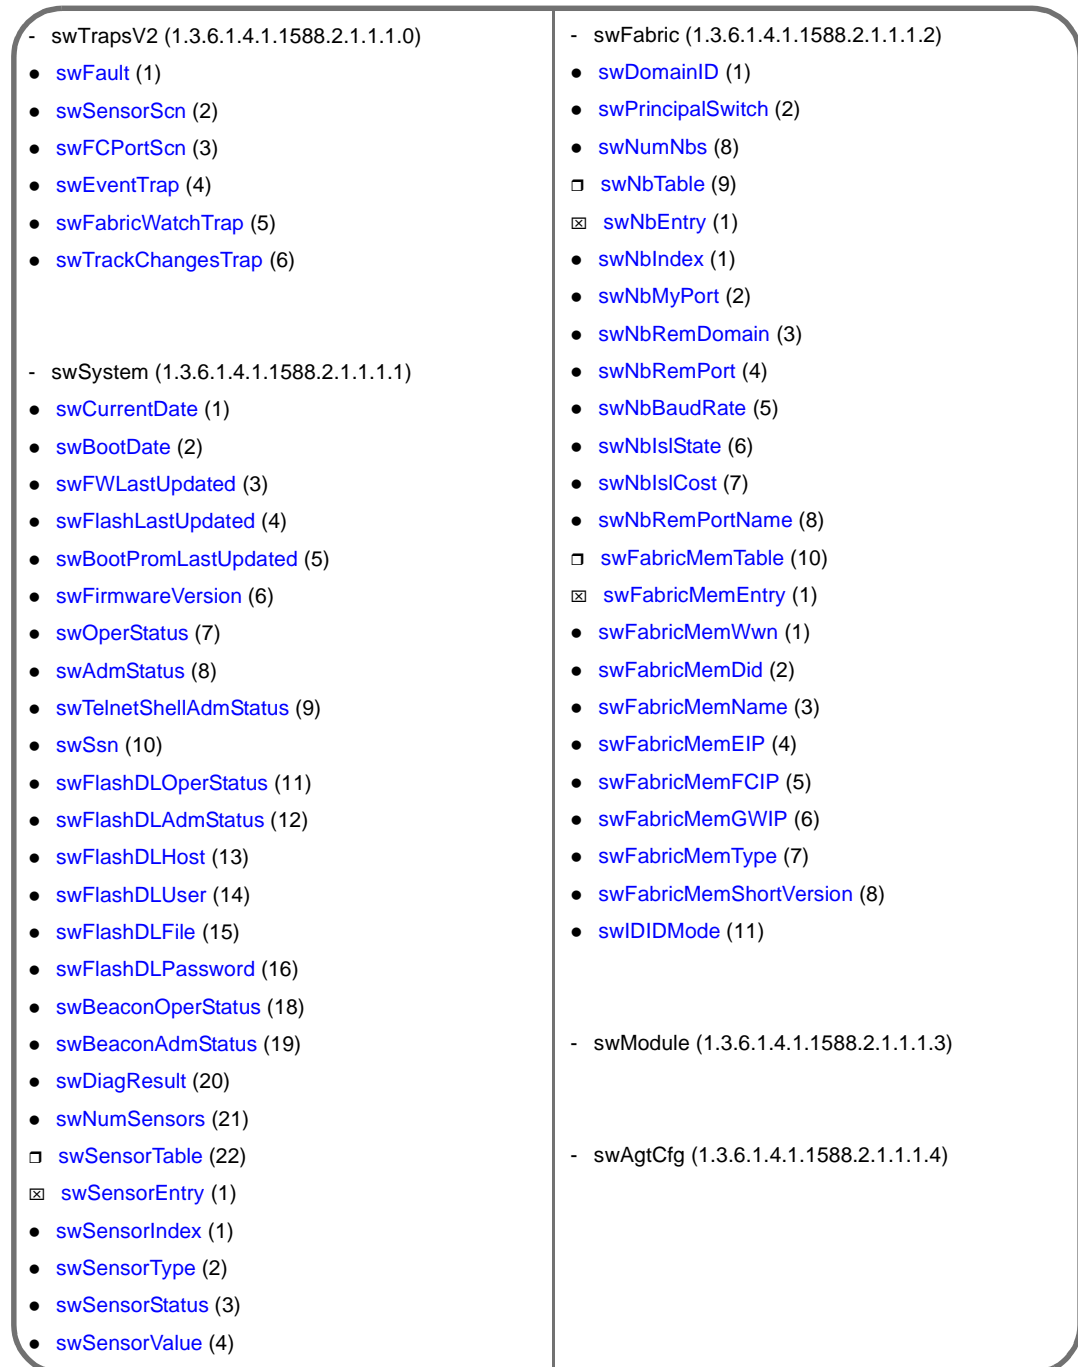 - swTrapsV2 (1.3.6.1.4.1.1588.2.1.1.1.0)
● swFault (1)
● swSensorScn (2)
● swFCPortScn (3)
● swEventTrap (4)
● swFabricWatchTrap (5)
● swTrackChangesTrap (6)
- swSystem (1.3.6.1.4.1.1588.2.1.1.1.1)
● swCurrentDate (1)
● swBootDate (2)
● swFWLastUpdated (3)
● swFlashLastUpdated (4)
● swBootPromLastUpdated (5)
● swFirmwareVersion (6)
● swOperStatus (7)
● swAdmStatus (8)
● swTelnetShellAdmStatus (9)
● swSsn (10)
● swFlashDLOperStatus (11)
● swFlashDLAdmStatus (12)
● swFlashDLHost (13)
● swFlashDLUser (14)
● swFlashDLFile (15)
● swFlashDLPassword (16)
● swBeaconOperStatus (18)
● swBeaconAdmStatus (19)
● swDiagResult (20)
● swNumSensors (21)
❒ swSensorTable (22)
☒ swSensorEntry (1)
● swSensorIndex (1)
● swSensorType (2)
● swSensorStatus (3)
● swSensorValue (4)
- swFabric (1.3.6.1.4.1.1588.2.1.1.1.2)
● swDomainID (1)
● swPrincipalSwitch (2)
● swNumNbs (8)
❒ swNbTable (9)
☒ swNbEntry (1)
● swNbIndex (1)
● swNbMyPort (2)
● swNbRemDomain (3)
● swNbRemPort (4)
● swNbBaudRate (5)
● swNbIslState (6)
● swNbIslCost (7)
● swNbRemPortName (8)
❒ swFabricMemTable (10)
☒ swFabricMemEntry (1)
● swFabricMemWwn (1)
● swFabricMemDid (2)
● swFabricMemName (3)
● swFabricMemEIP (4)
● swFabricMemFCIP (5)
● swFabricMemGWIP (6)
● swFabricMemType (7)
● swFabricMemShortVersion (8)
● swIDIDMode (11)
- swModule (1.3.6.1.4.1.1588.2.1.1.1.3)
- swAgtCfg (1.3.6.1.4.1.1588.2.1.1.1.4)